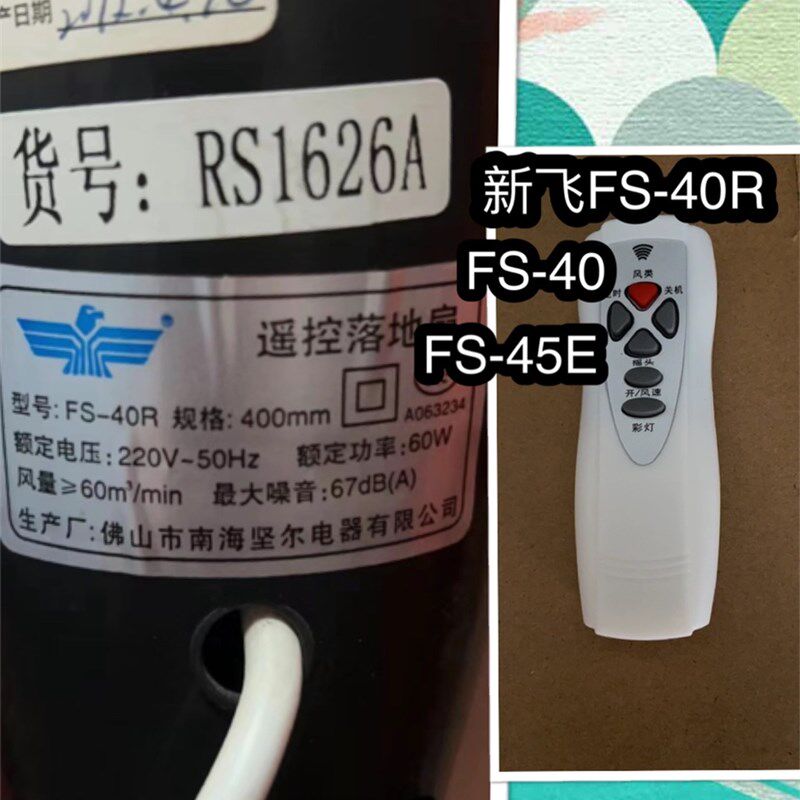 产日期
货号：RS1626A
遥控落地扇
型号：FS-40R 规格：400mm
A063234
额定电压：220V~50Hz 额定功率：60W
风量≥60m³/min 最大噪音：67dB(A)
生产厂：佛山市南海坚尔电器有限公司
新飞FS-40R
FS-40
FS-45E
风类
时 关机
摇头
开/风速
彩灯